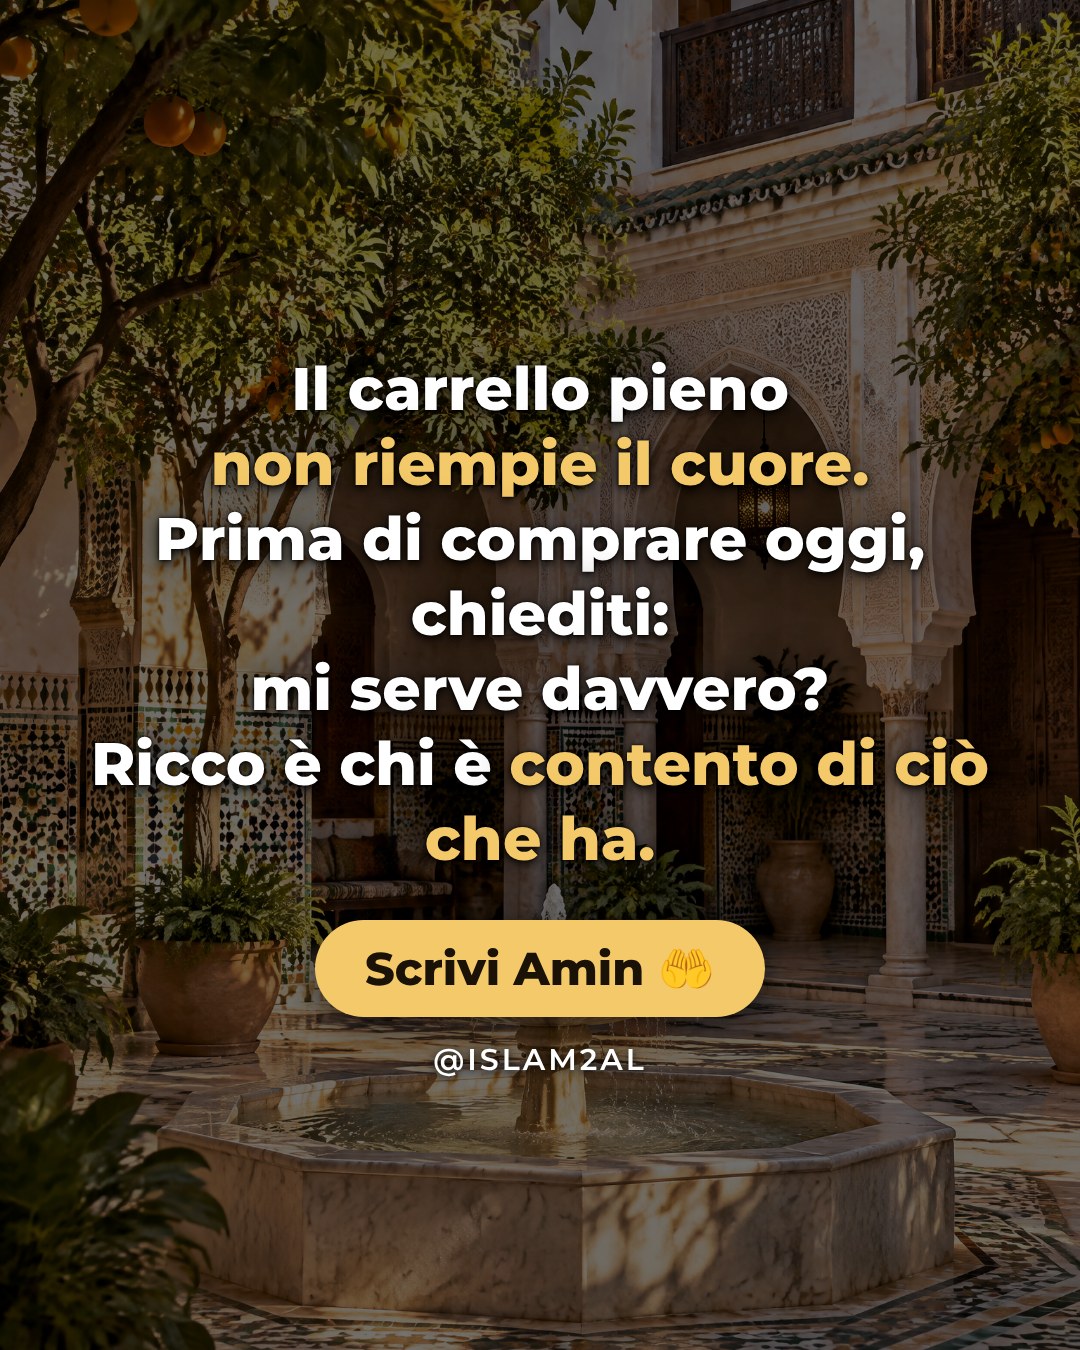 Il carrello pieno
non riempie il cuore.
Prima di comprare oggi,
chiediti:
mi serve davvero?
Ricco è chi è contento di ciò
che ha.
Scrivi Amin 🤲
@ISLAM2AL